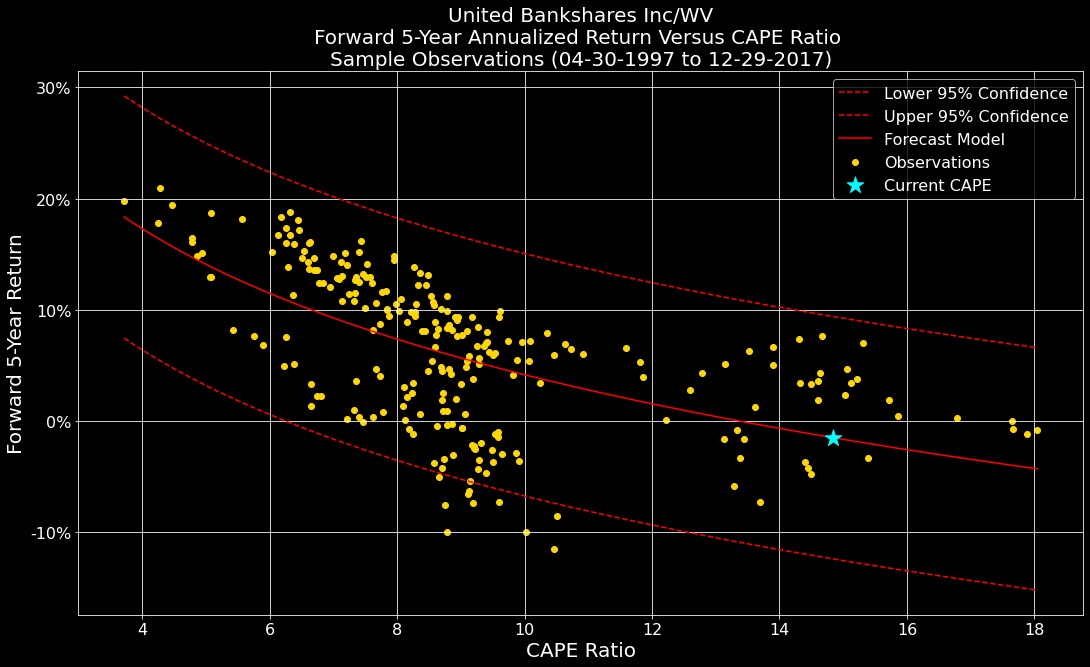 United Bankshares Inc/WV
Forward 5-Year Annualized Return Versus CAPE Ratio
Sample Observations (04-30-1997 to 12-29-2017)
Lower 95% Confidence
Upper 95% Confidence
Forecast Model
Observations
Current CAPE
Forward 5-Year Return
30%
20%
10%
0%
-10%
4 6 8 10 12 14 16 18
CAPE Ratio